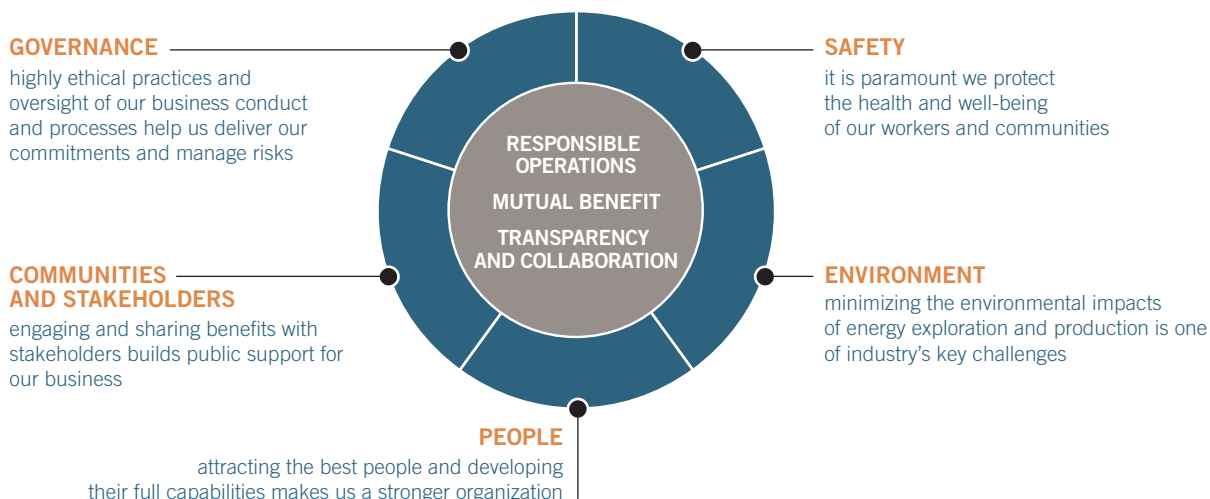 GOVERNANCE
highly ethical practices and
oversight of our business conduct
and processes help us deliver our
commitments and manage risks
SAFETY
it is paramount we protect
the health and well-being
of our workers and communities
RESPONSIBLE
OPERATIONS
MUTUAL BENEFIT
TRANSPARENCY
AND COLLABORATION
COMMUNITIES
AND STAKEHOLDERS
engaging and sharing benefits with
stakeholders builds public support for
our business
ENVIRONMENT
minimizing the environmental impacts
of energy exploration and production is one
of industry’s key challenges
PEOPLE
attracting the best people and developing
their full capabilities makes us a stronger organization